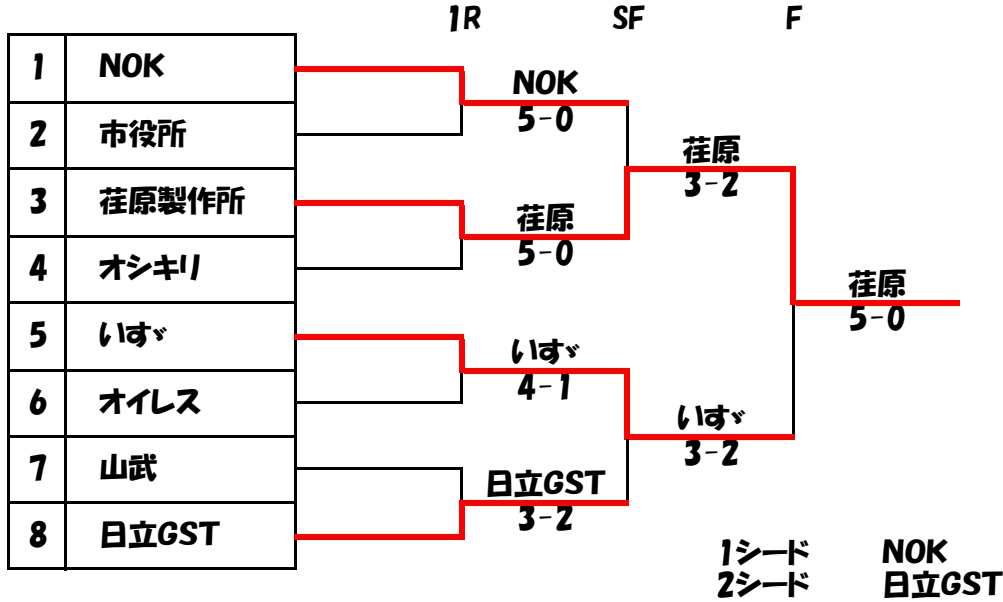 1R SF F
1 NOK
2 市役所
3 荏原製作所
4 オシキリ
5 いすゞ
6 オイレス
7 山武
8 日立GST
NOK
5-0
荏原
5-0
いすゞ
4-1
日立GST
3-2
荏原
3-2
いすゞ
3-2
荏原
5-0
1シード NOK
2シード 日立GST